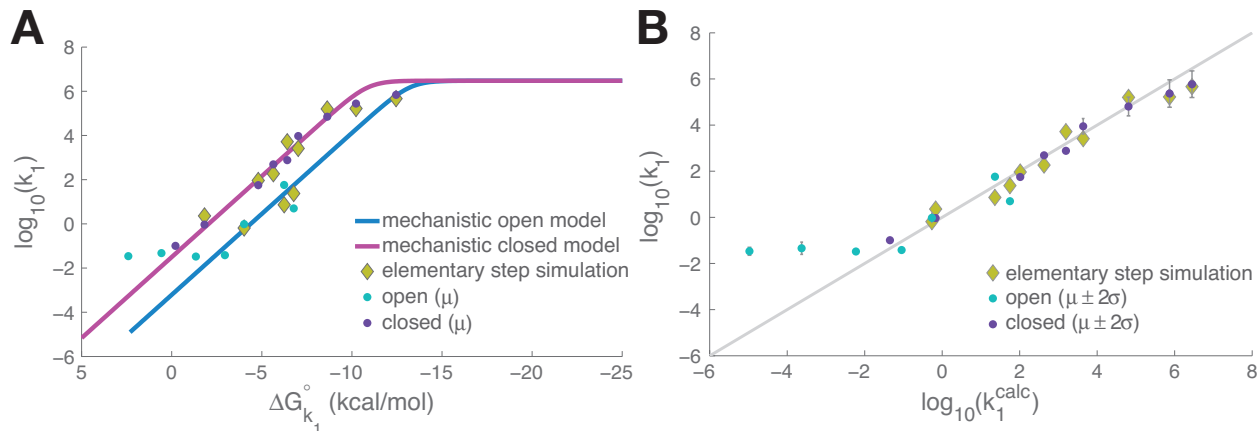 A
8
6
4
2
0
−2
−4
−6
log10(k1)
5
0
−5
−10
−15
−20
−25
ΔG°k1 (kcal/mol)
mechanistic open model
mechanistic closed model
elementary step simulation
open (μ)
closed (μ)
B
8
6
4
2
0
−2
−4
−6
log10(k1)
−6
−4
−2
0
2
4
6
8
log10(k1calc)
elementary step simulation
open (μ ± 2σ)
closed (μ ± 2σ)